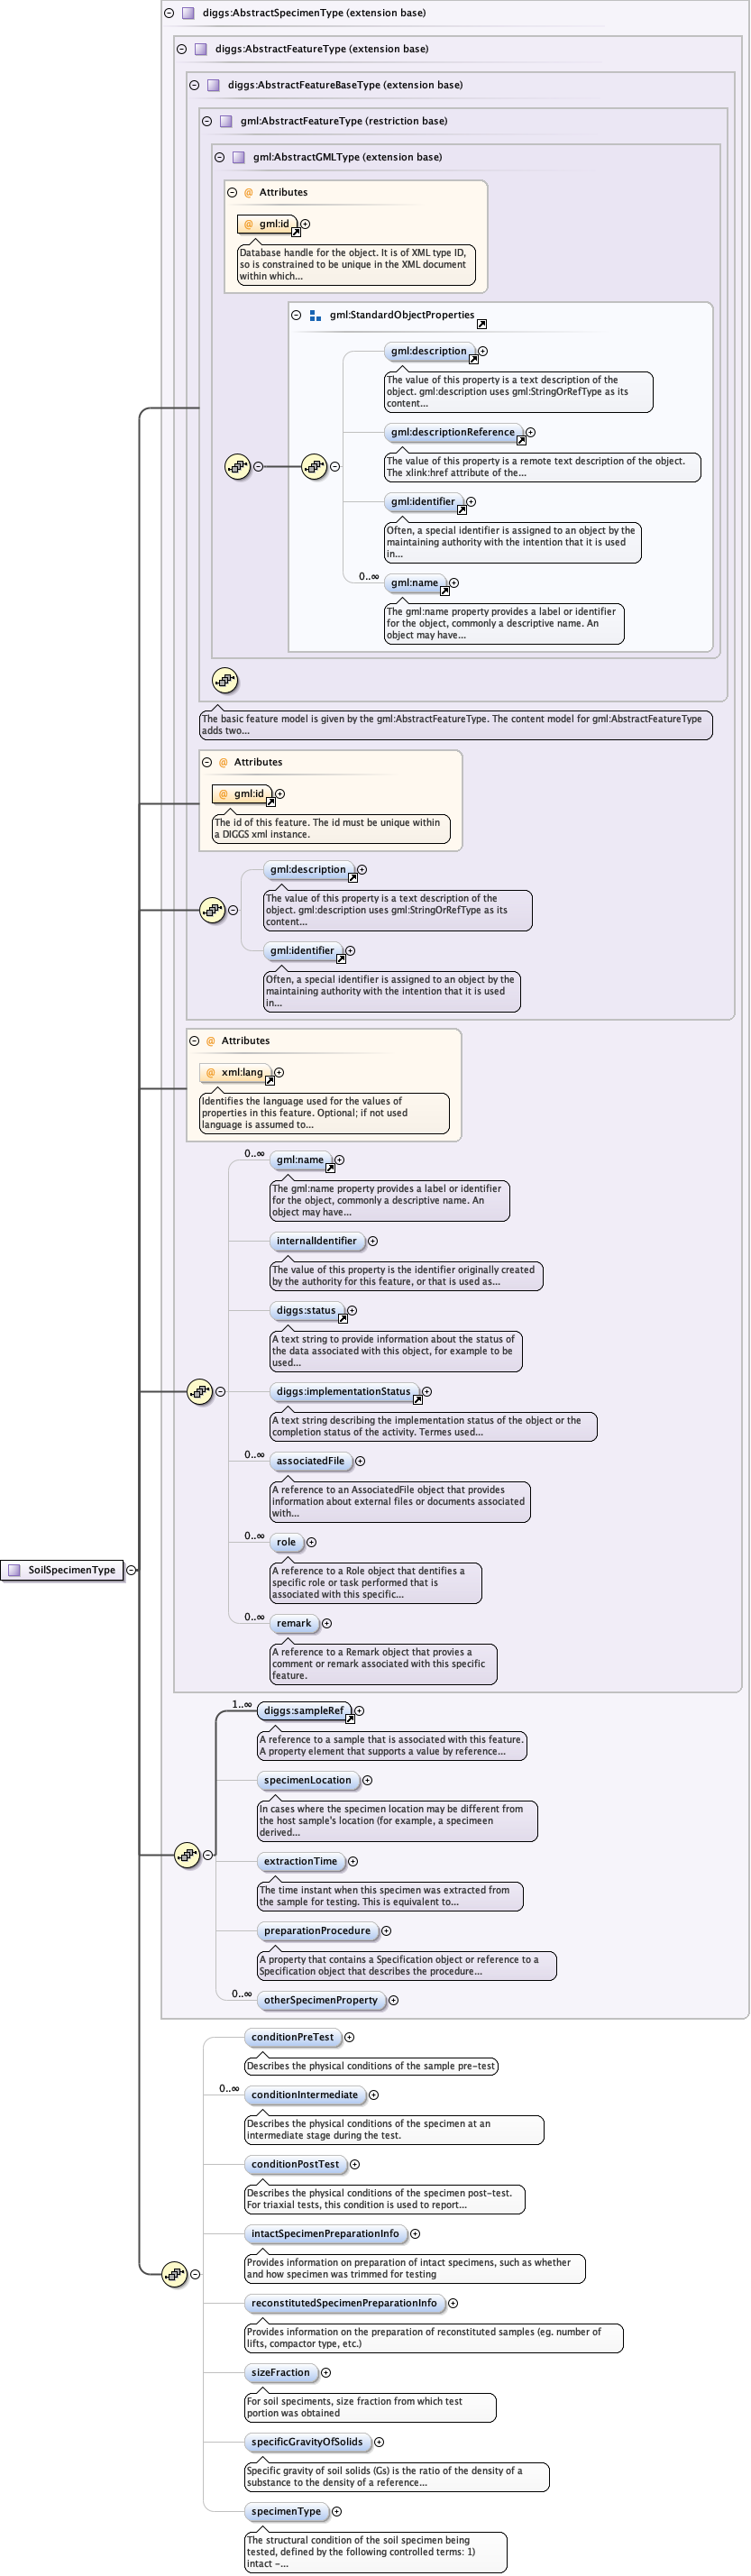 diggs:AbstractSpecimenType (extension base)
diggs:AbstractFeatureType (extension base)
diggs:AbstractFeatureBaseType (extension base)
gml:AbstractFeatureType (restriction base)
gml:AbstractGMLType (extension base)
@ Attributes
@ gml:id
Database handle for the object. It is of XML type ID,
so is constrained to be unique in the XML document
within which...
gml:StandardObjectProperties
gml:description
The value of this property is a text description of the
object. gml:description uses gml:StringOrRefType as its
content...
gml:descriptionReference
The value of this property is a remote text description of the object.
The xlink:href attribute of the...
gml:identifier
Often, a special identifier is assigned to an object by the
maintaining authority with the intention that it is used
in...
0..∞
gml:name
The gml:name property provides a label or identifier
for the object, commonly a descriptive name. An
object may have...
The basic feature model is given by the gml:AbstractFeatureType. The content model for gml:AbstractFeatureType
adds two...
@ Attributes
@ gml:id
The id of this feature. The id must be unique within
a DIGGS xml instance.
gml:description
The value of this property is a text description of the
object. gml:description uses gml:StringOrRefType as its
content...
gml:identifier
Often, a special identifier is assigned to an object by the
maintaining authority with the intention that it is used
in...
@ Attributes
@ xml:lang
Identifies the language used for the values of
properties in this feature. Optional; if not used
language is assumed to...
0..∞
gml:name
The gml:name property provides a label or identifier
for the object, commonly a descriptive name. An
object may have...
internalIdentifier
The value of this property is the identifier originally created
by the authority for this feature, or that is used as...
diggs:status
A text string to provide information about the status of
the data associated with this object, for example to be
used...
diggs:implementationStatus
A text string describing the implementation status of the object or the
completion status of the activity. Termes used...
0..∞
associatedFile
A reference to an AssociatedFile object that provides
information about external files or documents associated
with...
0..∞
role
A reference to a Role object that dentifies a
specific role or task performed that is
associated with this specific...
SoilSpecimenType
0..∞
remark
A reference to a Remark object that provies a
comment or remark associated with this specific
feature.
1..∞
diggs:sampleRef
A reference to a sample that is associated with this feature.
A property element that supports a value by reference...
specimenLocation
In cases where the specimen location may be different from
the host sample's location (for example, a specimeen
derived...
extractionTime
The time instant when this specimen was extracted from
the sample for testing. This is equivalent to...
preparationProcedure
A property that contains a Specification object or reference to a
Specification object that describes the procedure...
0..∞
otherSpecimenProperty
conditionPreTest
Describes the physical conditions of the sample pre-test
0..∞
conditionIntermediate
Describes the physical conditions of the specimen at an
intermediate stage during the test.
conditionPostTest
Describes the physical conditions of the specimen post-test.
For triaxial tests, this condition is used to report...
intactSpecimenPreparationInfo
Provides information on preparation of intact specimens, such as whether
and how specimen was trimmed for testing
reconstitutedSpecimenPreparationInfo
Provides information on the preparation of reconstituted samples (eg. number of
lifts, compactor type, etc.)
sizeFraction
For soil speciments, size fraction from which test
portion was obtained
specificGravityOfSolids
Specific gravity of soil solids (Gs) is the ratio of the density of a
substance to the density of a reference...
specimenType
The structural condition of the soil specimen being
tested, defined by the following controlled terms: 1)
intact -...